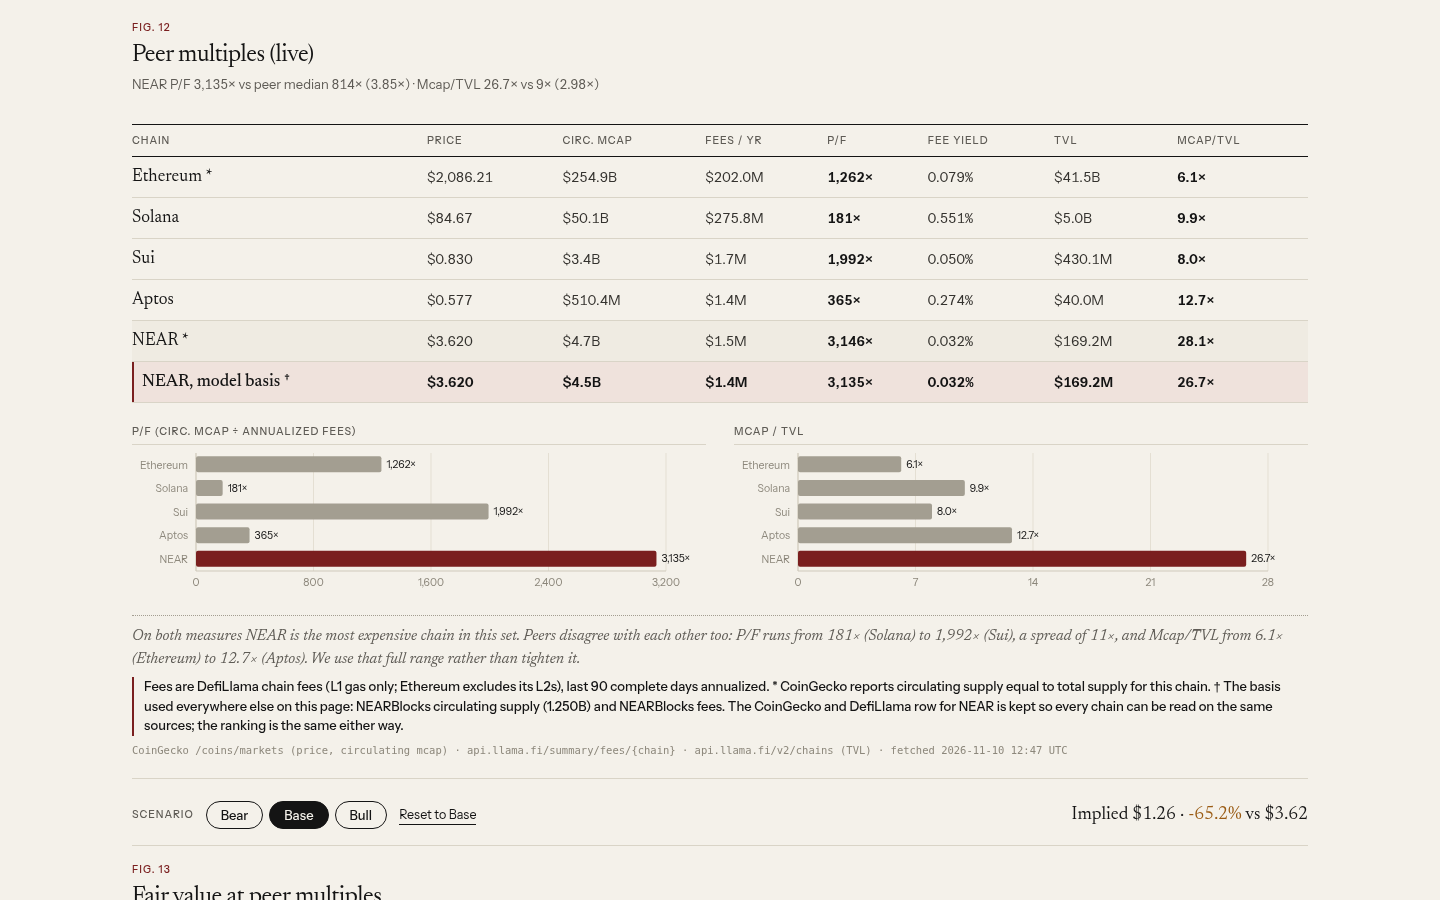 FIG. 12
Peer multiples (live)
NEAR P/F 3,135× vs peer median 814× (3.85×) · Mcap/TVL 26.7× vs 9× (2.98×)
CHAIN PRICE CIRC. MCAP FEES / YR P/F FEE YIELD TVL MCAP/TVL
Ethereum * $2,086.21 $254.9B $202.0M 1,262× 0.079% $41.5B 6.1×
Solana $84.67 $50.1B $275.8M 181× 0.551% $5.0B 9.9×
Sui $0.830 $3.4B $1.7M 1,992× 0.050% $430.1M 8.0×
Aptos $0.577 $510.4M $1.4M 365× 0.274% $40.0M 12.7×
NEAR * $3.620 $4.7B $1.5M 3,146× 0.032% $169.2M 28.1×
NEAR, model basis † $3.620 $4.5B $1.4M 3,135× 0.032% $169.2M 26.7×
P/F (CIRC. MCAP ÷ ANNUALIZED FEES)
Ethereum 1,262×
Solana 181×
Sui 1,992×
Aptos 365×
NEAR 3,135×
0 800 1,600 2,400 3,200
MCAP / TVL
Ethereum 6.1×
Solana 9.9×
Sui 8.0×
Aptos 12.7×
NEAR 26.7×
0 7 14 21 28
On both measures NEAR is the most expensive chain in this set. Peers disagree with each other too: P/F runs from 181× (Solana) to 1,992× (Sui), a spread of 11×, and Mcap/TVL from 6.1×
(Ethereum) to 12.7× (Aptos). We use that full range rather than tighten it.
Fees are DefiLlama chain fees (L1 gas only; Ethereum excludes its L2s), last 90 complete days annualized. * CoinGecko reports circulating supply equal to total supply for this chain. † The basis
used everywhere else on this page: NEARBlocks circulating supply (1.250B) and NEARBlocks fees. The CoinGecko and DefiLlama row for NEAR is kept so every chain can be read on the same
sources; the ranking is the same either way.
CoinGecko /coins/markets (price, circulating mcap) · api.llama.fi/summary/fees/{chain} · api.llama.fi/v2/chains (TVL) · fetched 2026-11-10 12:47 UTC
SCENARIO Bear Base Bull Reset to Base Implied $1.26 · -65.2% vs $3.62
FIG. 13
Fair value at peer multiples